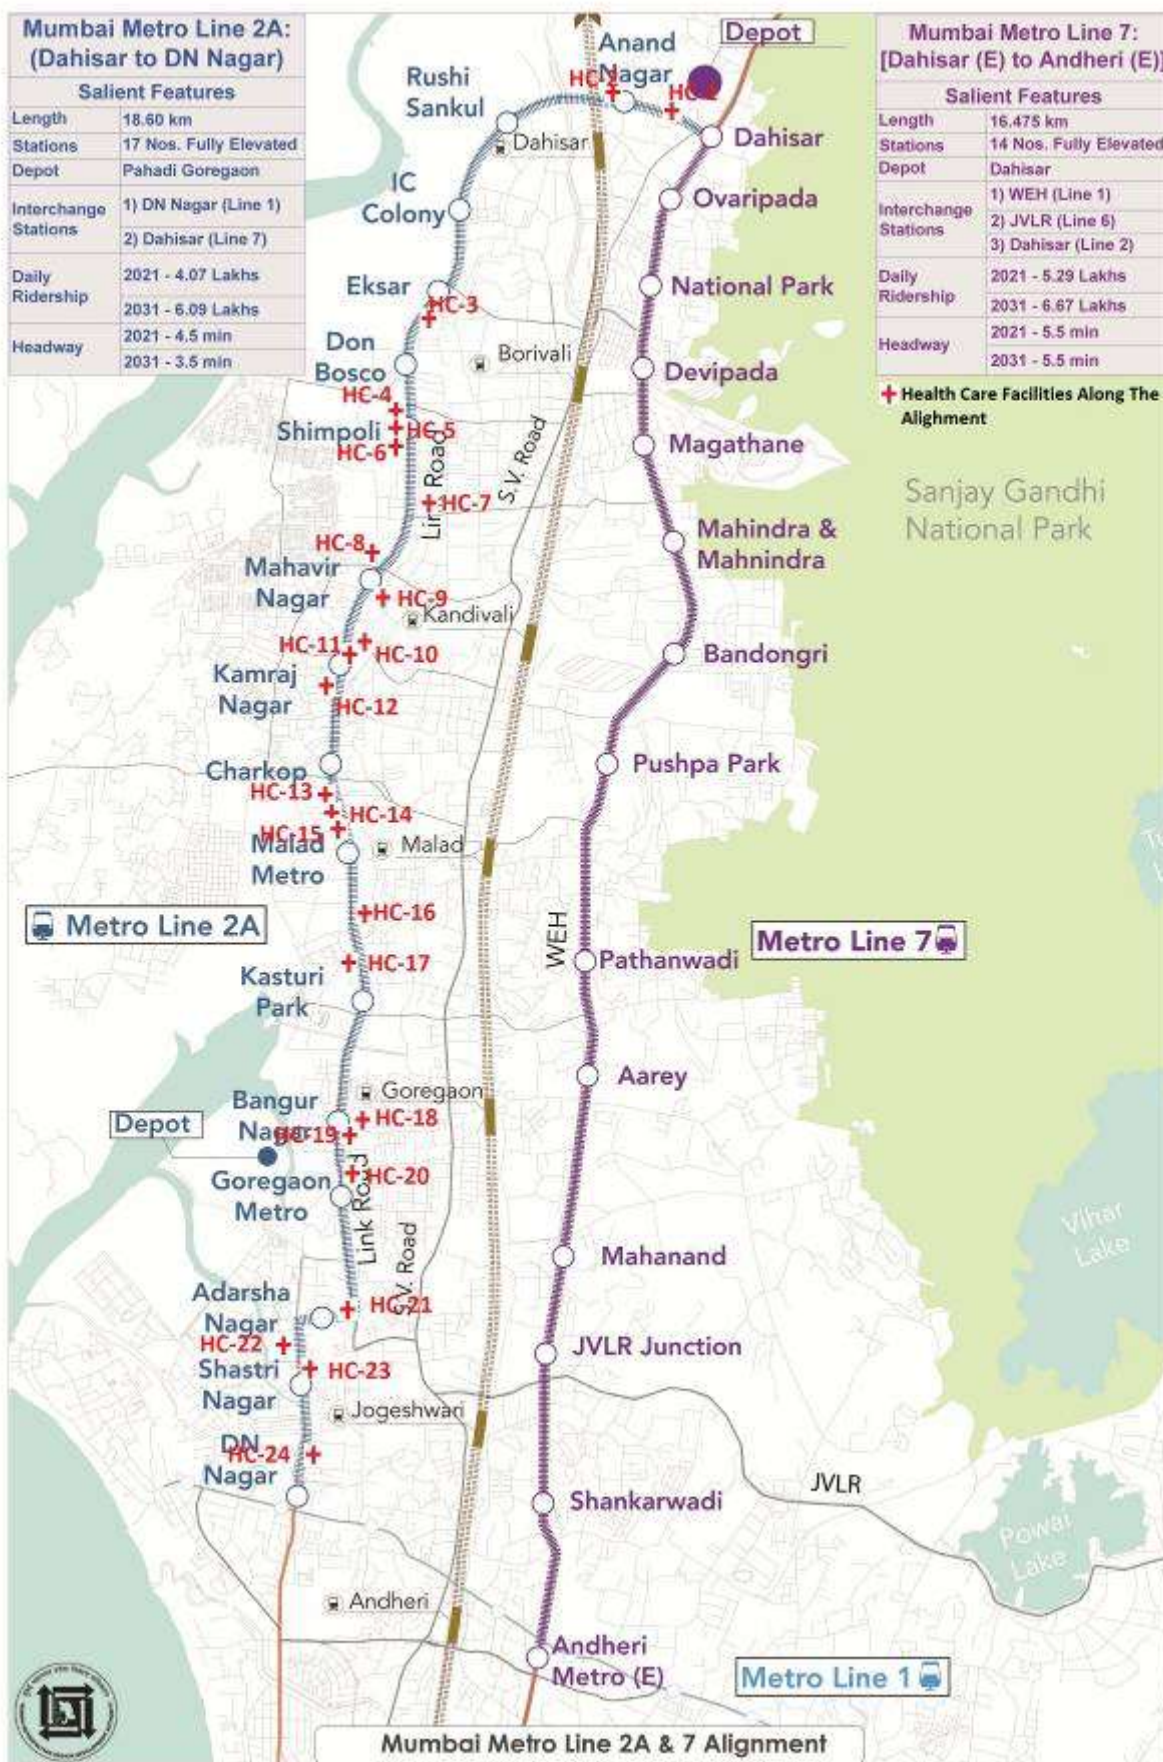 Mumbai Metro Line 2A:
(Dahisar to DN Nagar)
Salient Features
Length 18.60 km
Stations 17 Nos. Fully Elevated
Depot Pahadi Goregaon
Interchange Stations 1) DN Nagar (Line 1)
2) Dahisar (Line 7)
Daily Ridership 2021 - 4.07 Lakhs
2031 - 6.09 Lakhs
Headway 2021 - 4.5 min
2031 - 3.5 min
Mumbai Metro Line 7:
[Dahisar (E) to Andheri (E)]
Salient Features
Length 16.475 km
Stations 14 Nos. Fully Elevated
Depot Dahisar
Interchange Stations 1) WEH (Line 1)
2) JVLR (Line 6)
3) Dahisar (Line 2)
Daily Ridership 2021 - 5.29 Lakhs
2031 - 6.67 Lakhs
Headway 2021 - 5.5 min
2031 - 5.5 min
Health Care Facilities Along The
Alighment
Depot
Anand
Nagar
HC-2
Rushi
Sankul
Dahisar
Dahisar
IC
Colony
Ovaripada
Eksar
HC-3
National Park
Don
Bosco
Borivali
Devipada
HC-4
Shimpoli
HC-5
HC-6
Link Road
S.V. Road
Magathane
Sanjay Gandhi
National Park
HC-7
Mahindra &
Mahnindra
HC-8
Mahavir
Nagar
HC-9
Kandivali
HC-11
HC-10
Bandongri
Kamraj
Nagar
HC-12
Charkop
Pushpa Park
HC-13
HC-14
HC-15
Malad
Metro
Malad
HC-16
Metro Line 2A
WEH
Metro Line 7
HC-17
Pathanwadi
Kasturi
Park
Aarey
Goregaon
Bangur
Nagar
HC-18
HC-19
Depot
HC-20
Goregaon
Metro
Link Road
S.V. Road
Vihar
Lake
Mahanand
Adarsha
Nagar
HC-21
HC-22
JVLR Junction
Shastri
Nagar
HC-23
Jogeshwari
DN
Nagar
HC-24
JVLR
Shankarwadi
Powai
Lake
Andheri
Andheri
Metro (E)
Metro Line 1
Mumbai Metro Line 2A & 7 Alignment